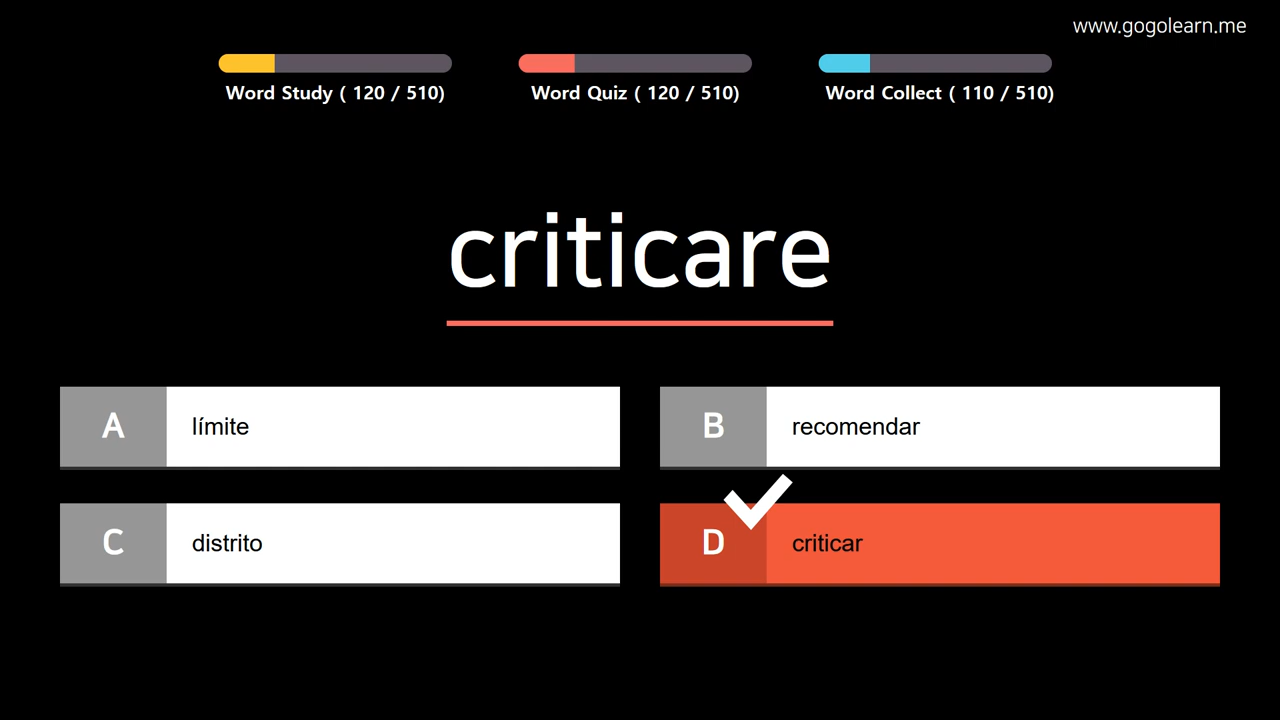 www.gogolearn.me
Word Study ( 120 / 510)
Word Quiz ( 120 / 510)
Word Collect ( 110 / 510)
criticare
A límite
B recomendar
C distrito
D criticar